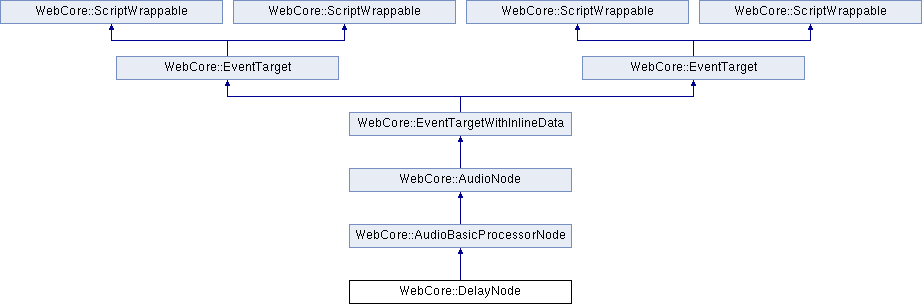 WebCore::ScriptWrappable
WebCore::ScriptWrappable
WebCore::ScriptWrappable
WebCore::ScriptWrappable
WebCore::EventTarget
WebCore::EventTarget
WebCore::EventTargetWithInlineData
WebCore::AudioNode
WebCore::AudioBasicProcessorNode
WebCore::DelayNode